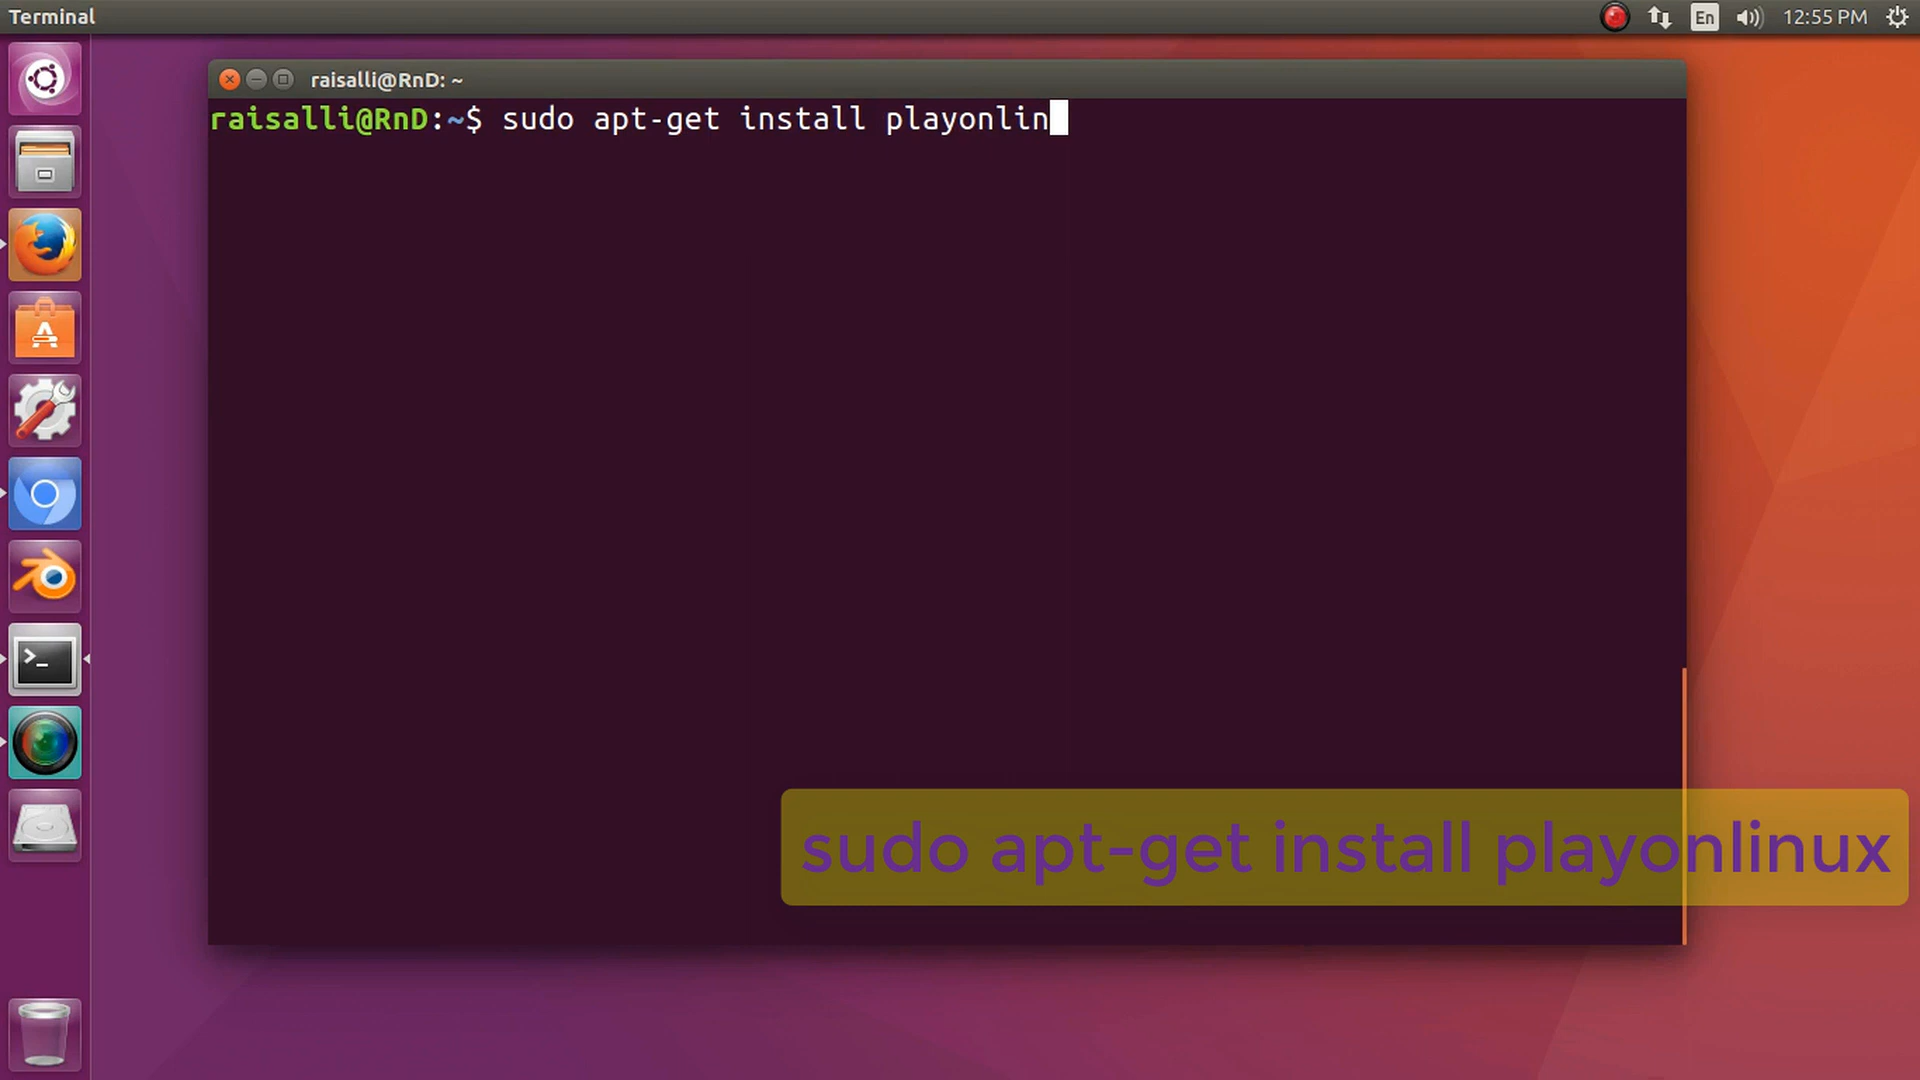 Terminal
En
12:55 PM
raisalli@RnD: ~
raisalli@RnD:~$ sudo apt-get install playonlin
sudo apt-get install playonlinux